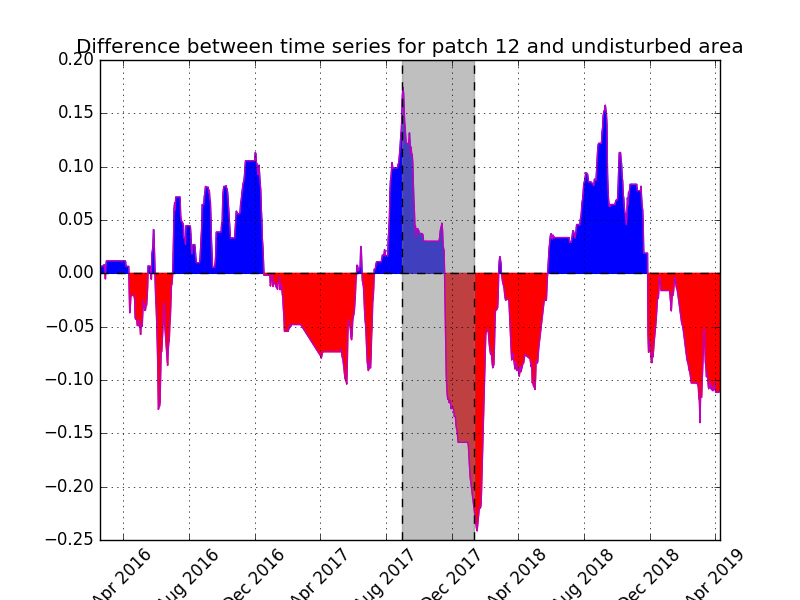 Difference between time series for patch 12 and undisturbed area
0.20
0.15
0.10
0.05
0.00
−0.05
−0.10
−0.15
−0.20
−0.25
Apr 2016
Aug 2016
Dec 2016
Apr 2017
Aug 2017
Dec 2017
Apr 2018
Aug 2018
Dec 2018
Apr 2019